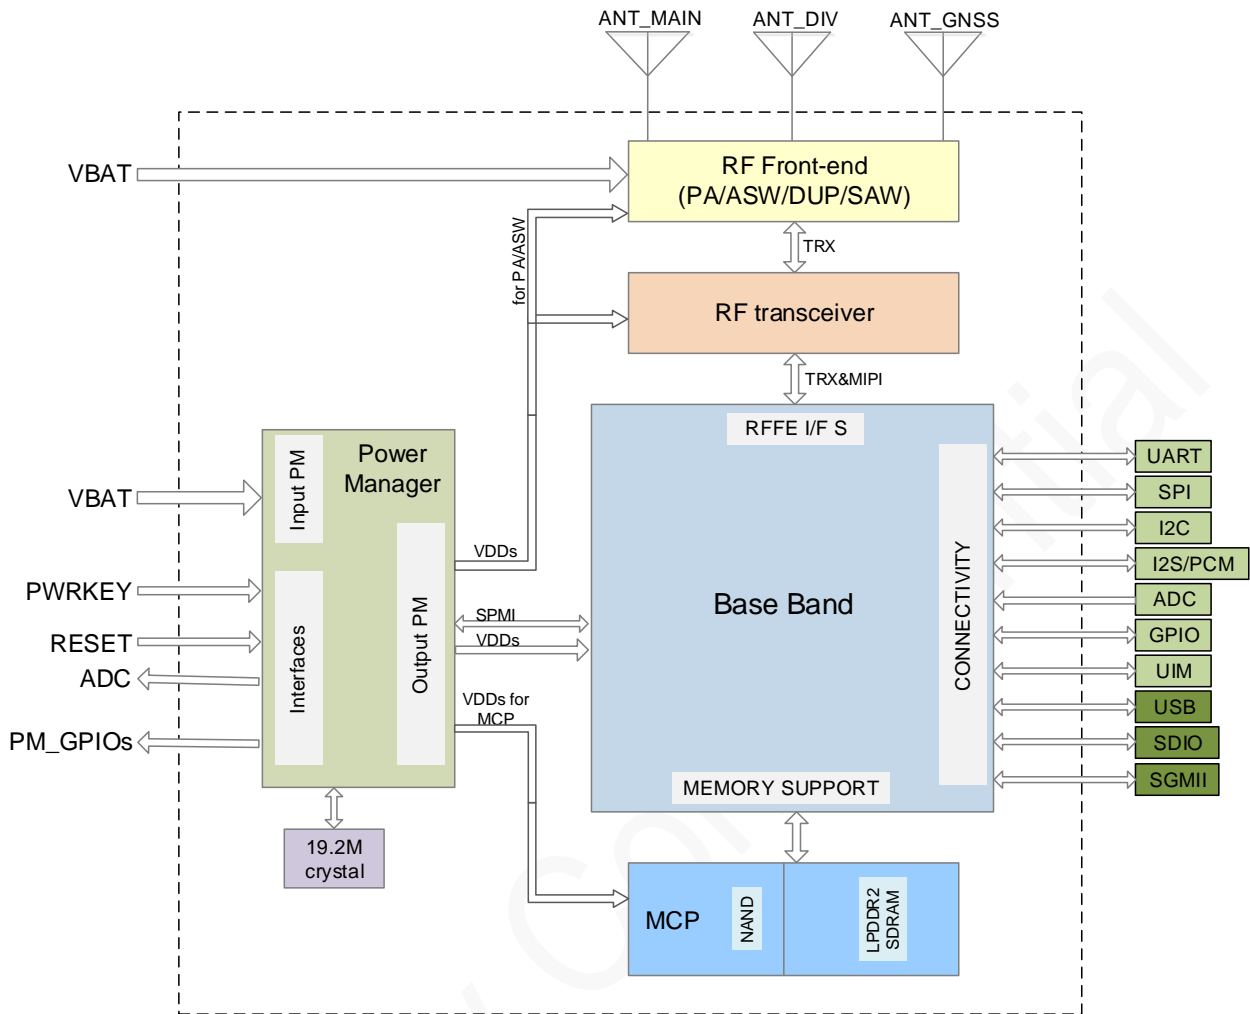 ANT_MAIN
ANT_DIV
ANT_GNSS
VBAT
RF Front-end
(PA/ASW/DUP/SAW)
for PA/ASW
TRX
RF transceiver
TRX&MIPI
RFFE I/F S
Power
Manager
Input PM
VBAT
Interfaces
Output PM
PWRKEY
RESET
ADC
PM_GPIOs
VDDs
SPMI
VDDs
VDDs for
MCP
Base Band
CONNECTIVITY
MEMORY SUPPORT
UART
SPI
I2C
I2S/PCM
ADC
GPIO
UIM
USB
SDIO
SGMII
19.2M
crystal
MCP
NAND
LPDDR2
SDRAM